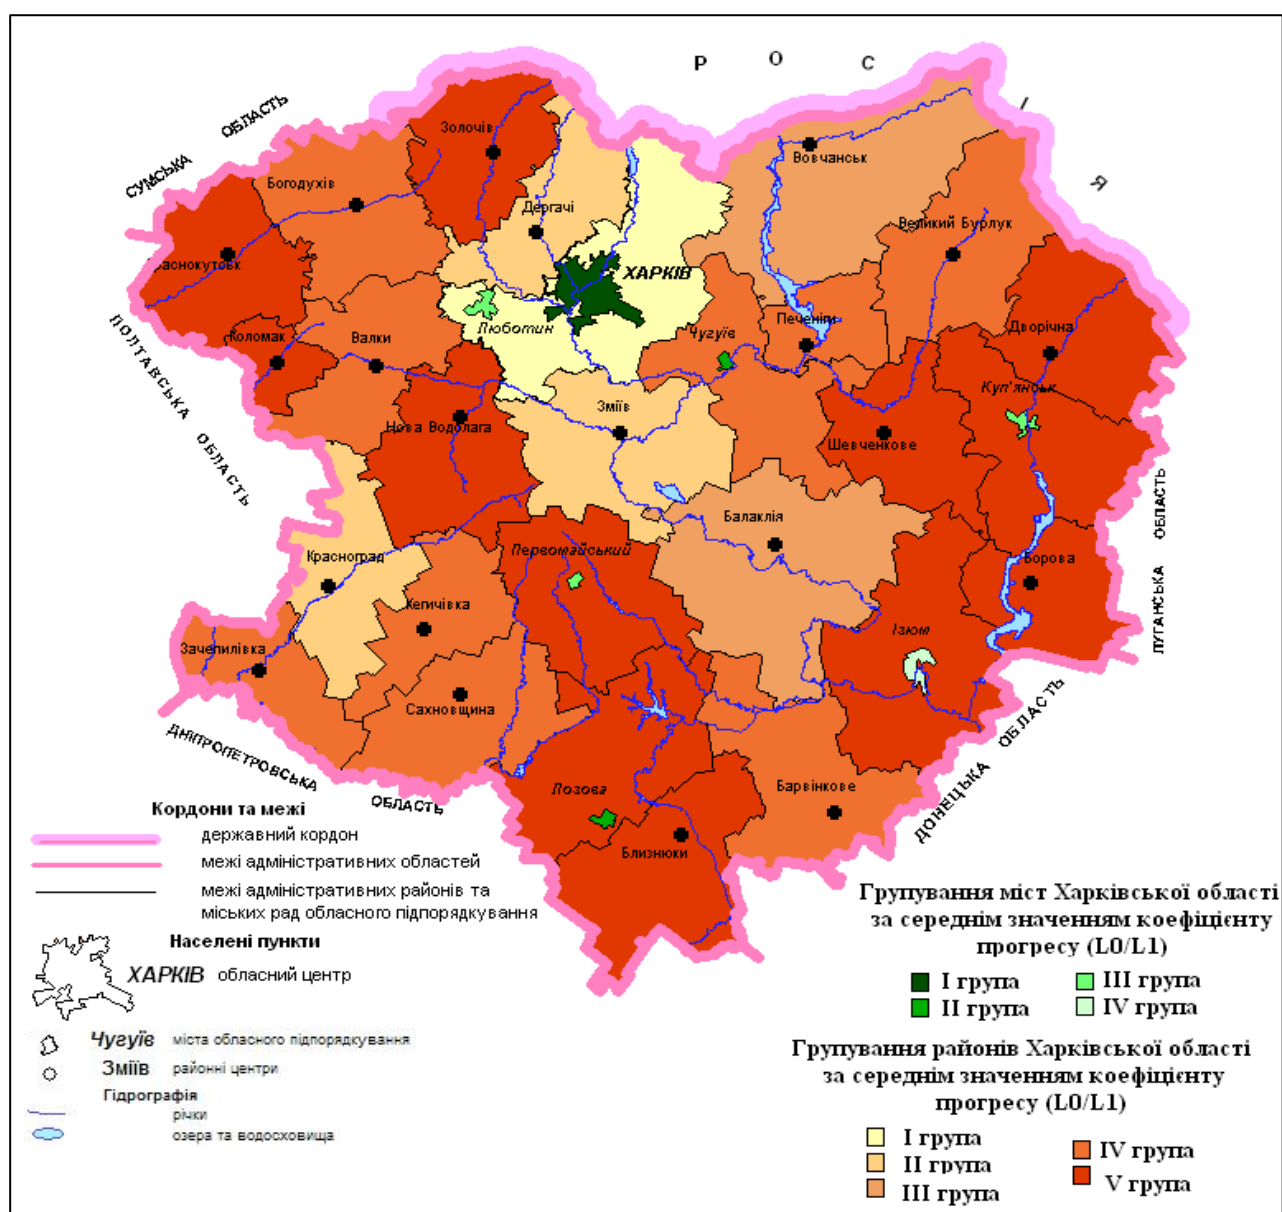 Р О С І Я
СУМСЬКА ОБЛАСТЬ
Золочів
Вовчанськ
Богодухів
Дергачі
Великий Бурлук
Краснокутськ
ХАРКІВ
Люботин
Чугуїв
Печеніги
Дворічна
Коломак
Валки
Куп'янськ
ПОЛТАВСЬКА ОБЛАСТЬ
Зміїв
Нова Водолага
Шевченкове
Балаклія
ЛУГАНСЬКА ОБЛАСТЬ
Красноград
Первомайський
Борова
Кегичівка
Ізюм
Зачепилівка
Сахновщина
ДНІПРОПЕТРОВСЬКА ОБЛАСТЬ
ДОНЕЦЬКА ОБЛАСТЬ
Лозова
Барвінкове
Близнюки
Кордони та межі
державний кордон
межі адміністративних областей
межі адміністративних районів та
міських рад обласного підпорядкування
Населені пункти
ХАРКІВ обласний центр
Чугуїв міста обласного підпорядкування
Зміїв районні центри
Гідрографія
річки
озера та водосховища
Групування міст Харківської області
за середнім значенням коефіцієнту
прогресу (L0/L1)
І група
ІІ група
ІІІ група
IV група
Групування районів Харківської області
за середнім значенням коефіцієнту
прогресу (L0/L1)
І група
ІІ група
ІІІ група
IV група
V група